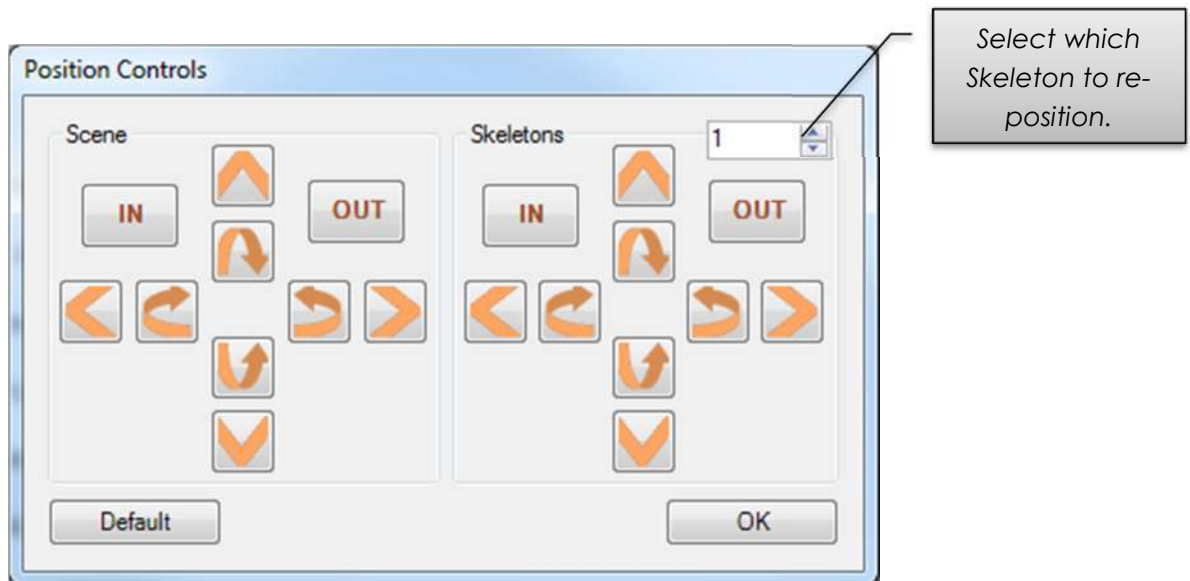 Position Controls
Select which
Skeleton to re-
position.
Scene
Skeletons
1
IN
OUT
IN
OUT
Default
OK